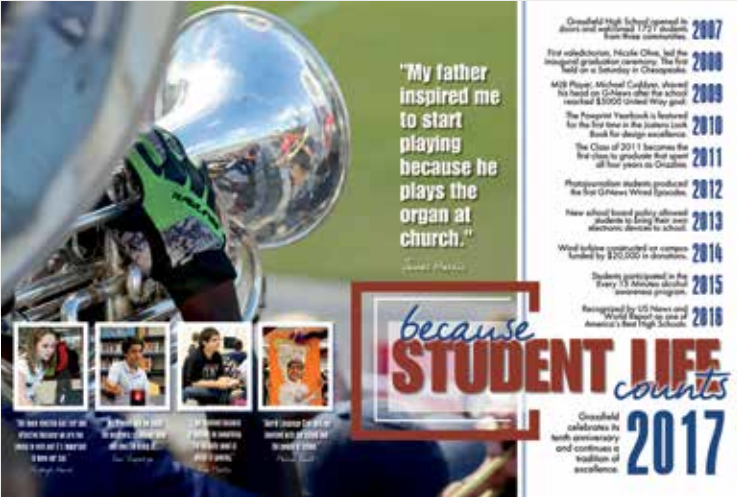 "My father
inspired me
to start
playing
because he
plays the
organ at
church."
James Harris
Grassfield High School opened its
doors and welcomed 1721 students
from three communities.
2007
First valedictorian, Nicole Olive, led the
inaugural graduation ceremony. The first
held on a Saturday in Chesapeake.
2008
MLB Player, Michael Cuddyer, shaved
his head on G-News after the school
reached $5000 United Way goal.
2009
The Pawprint Yearbook is featured
for the first time in the Jostens Look
Book for design excellence.
2010
The Class of 2011 becomes the
first class to graduate that spent
all four years as Grizzlies.
2011
Photojournalism students produced
the first G-News Wired Episodes.
2012
New school board policy allowed
students to bring their own
electronic devices to school.
2013
Wind turbine constructed on campus
funded by $20,000 in donations.
2014
Students participated in the
Every 15 Minutes alcohol
awareness program.
2015
Recognized by US News and
World Report as one of
America's Best High Schools.
2016
because
STUDENT LIFE
counts
Grassfield
celebrates its
tenth anniversary
and continues a
tradition of
excellence.
2017